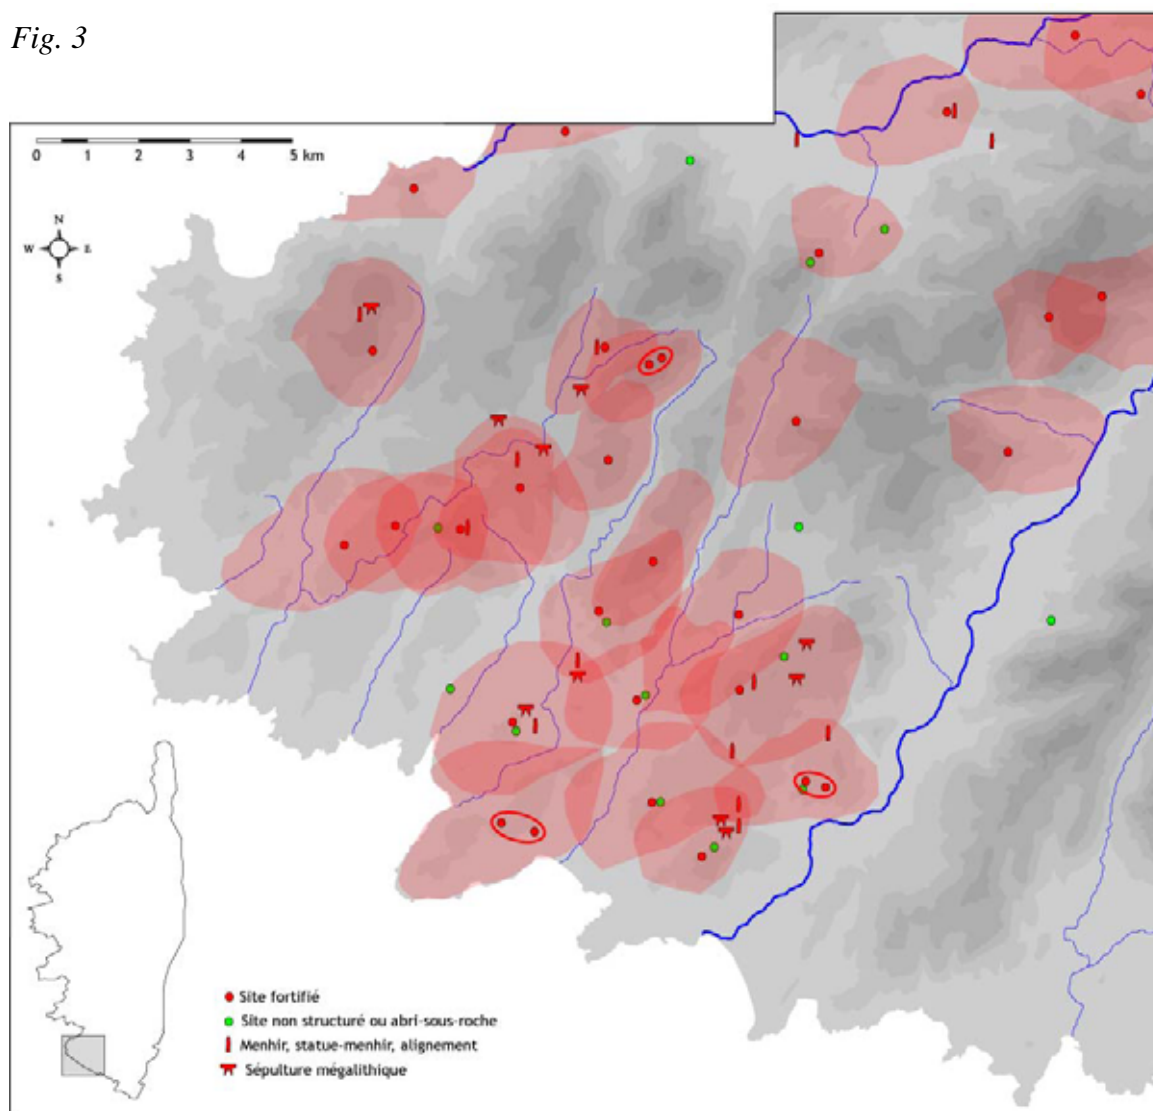 Fig. 3
0 1 2 3 4 5 km
N
W E
S
Site fortifié
Site non structuré ou abri-sous-roche
Menhir, statue-menhir, alignement
Sépulture mégalithique